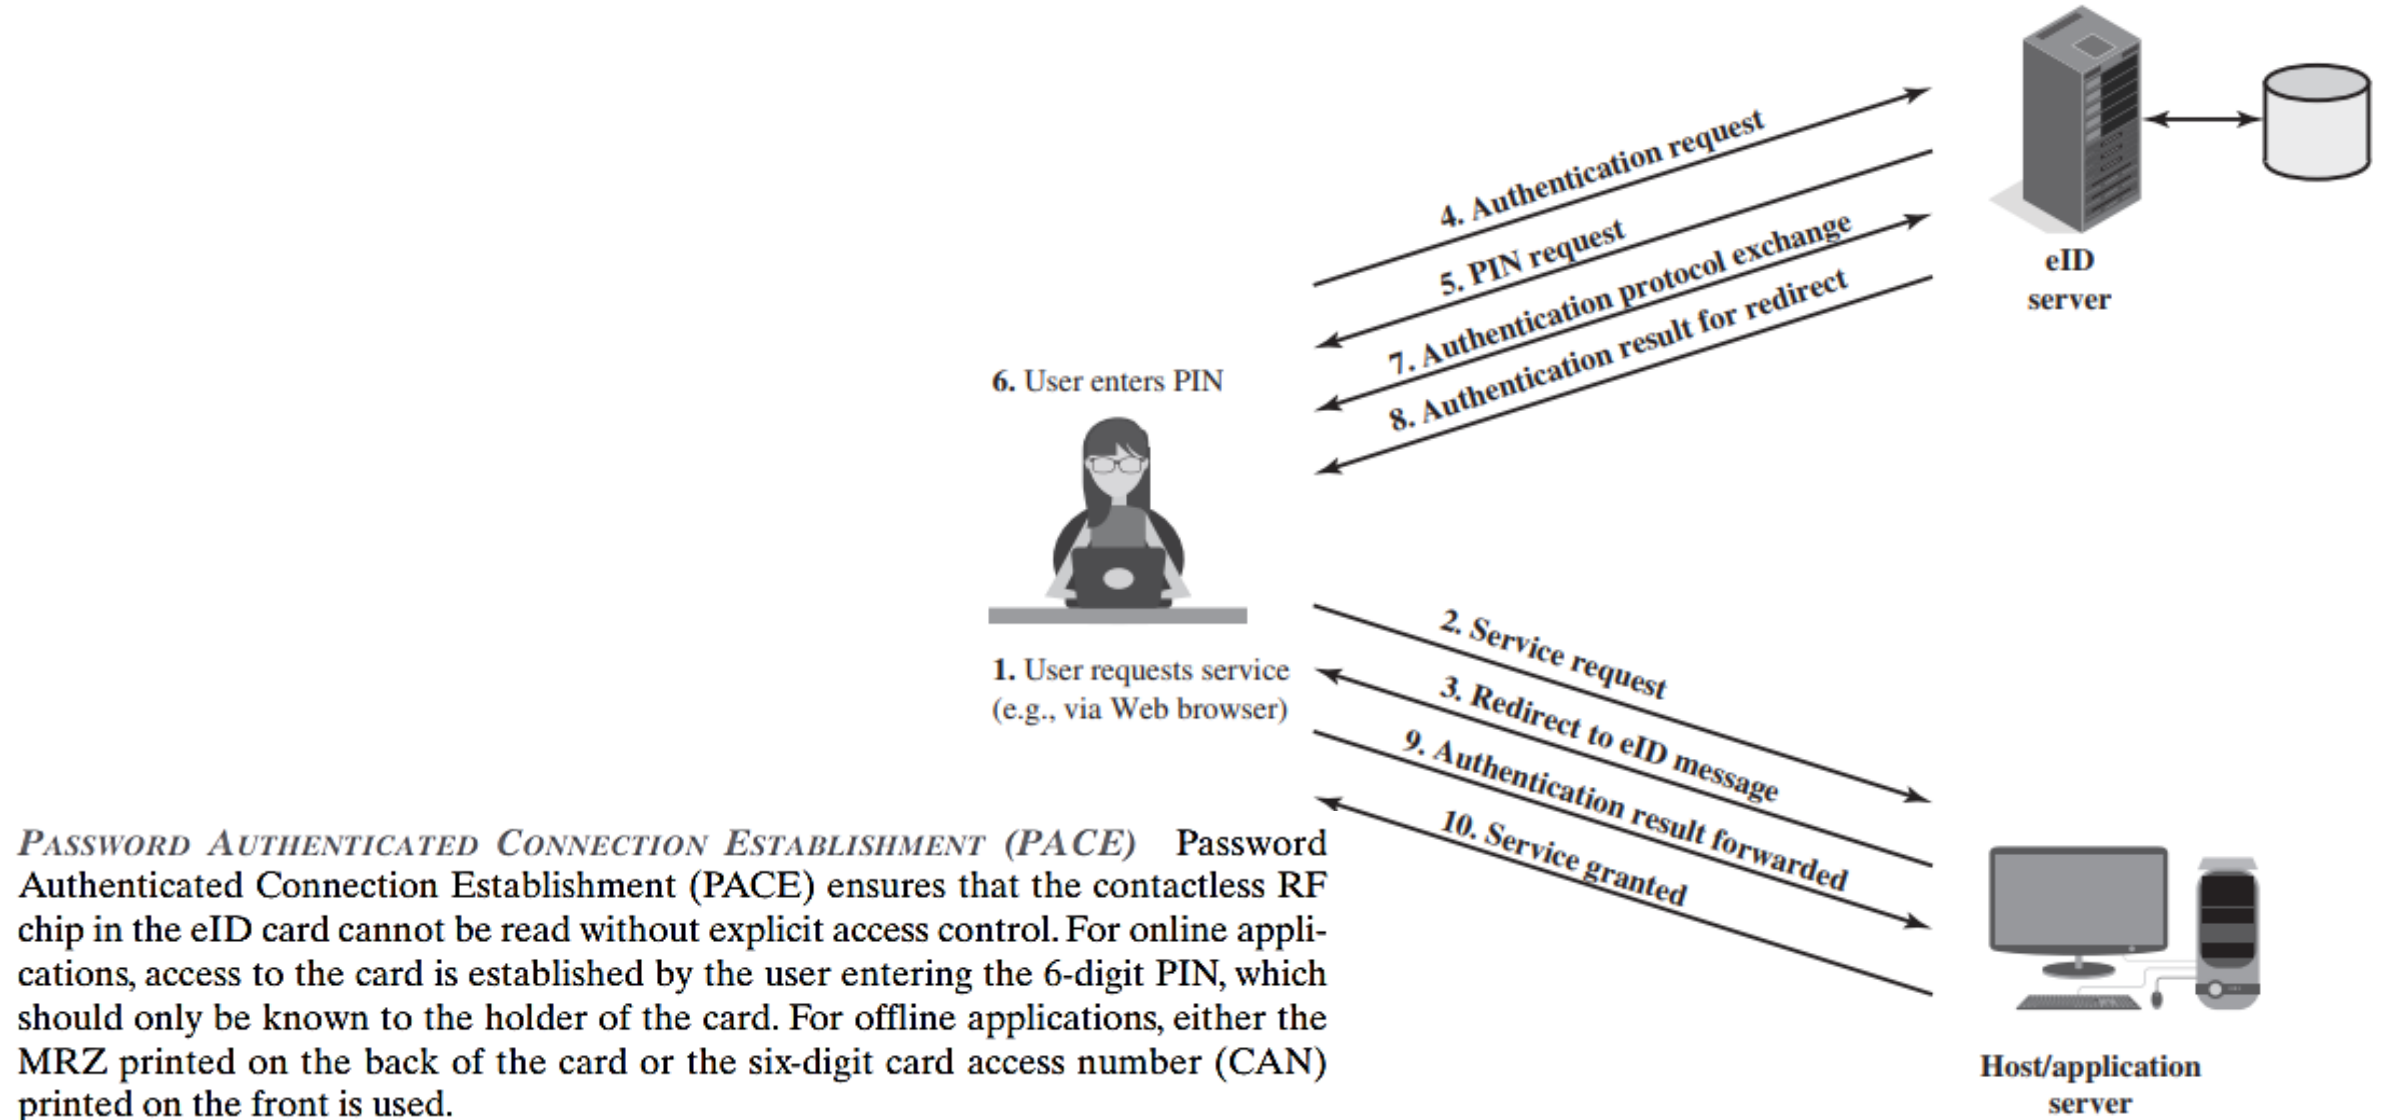 4. Authentication request
5. PIN request
7. Authentication protocol exchange
8. Authentication result for redirect
eID
server
6. User enters PIN
1. User requests service
(e.g., via Web browser)
2. Service request
3. Redirect to eID message
9. Authentication result forwarded
10. Service granted
Host/application
server
PASSWORD AUTHENTICATED CONNECTION ESTABLISHMENT (PACE) Password
Authenticated Connection Establishment (PACE) ensures that the contactless RF
chip in the eID card cannot be read without explicit access control. For online appli-
cations, access to the card is established by the user entering the 6-digit PIN, which
should only be known to the holder of the card. For offline applications, either the
MRZ printed on the back of the card or the six-digit card access number (CAN)
printed on the front is used.